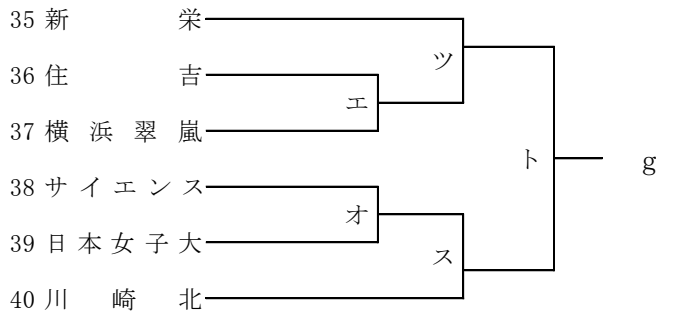 35 新栄
ツ
36 住吉
エ
37 横浜翠嵐
ト g
38 サイエンス
オ
39 日本女子大
ス
40 川崎北